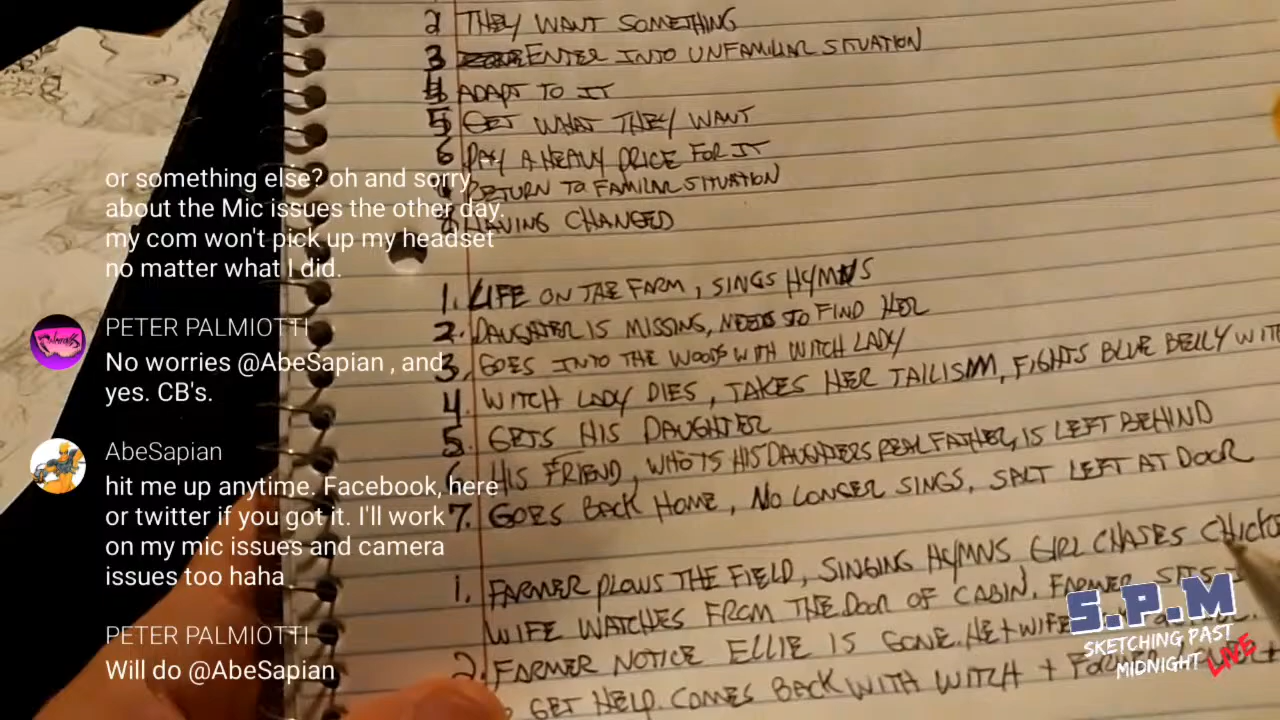 2 THEY WANT SOMETHING
3 ENTER INTO UNFAMILIAR SITUATION
4 ADAPT TO IT
5 GET WHAT THEY WANT
6 PAY A HEAVY PRICE FOR IT
RETURN TO FAMILIAR SITUATION
8 HAVING CHANGED
1. LIFE ON THE FARM, SINGS HYMNS
2. DAUGHTER IS MISSING, NEEDS TO FIND HER
3. GOES INTO THE WOODS WITH WITCH LADY
4. WITCH LADY DIES, TAKES HER TALISM, FIGHTS BLUE BELLY WITH
5. GETS HIS DAUGHTER
6. HIS FRIEND, WHO IS HIS DAUGHTERS REAL FATHER, IS LEFT BEHIND
7. GOES BACK HOME, NO LONGER SINGS, SALT LEFT AT DOOR
1. FARMER PLOWS THE FIELD, SINGING HYMNS GIRL CHASES
WIFE WATCHES FROM THE DOOR OF CABIN. FARMER
2. FARMER NOTICE ELLIE IS GONE. HE + WIFE
GET HELP. COMES BACK WITH WITCH +
or something else? oh and sorry
about the Mic issues the other day.
my com won't pick up my headset
no matter what I did.
PETER PALMIOTTI
No worries @AbeSapian , and
yes. CB's.
AbeSapian
hit me up anytime. Facebook, here
or twitter if you got it. I'll work
on my mic issues and camera
issues too haha
PETER PALMIOTTI
Will do @AbeSapian
S.P.M
SKETCHING PAST
MIDNIGHT LIVE